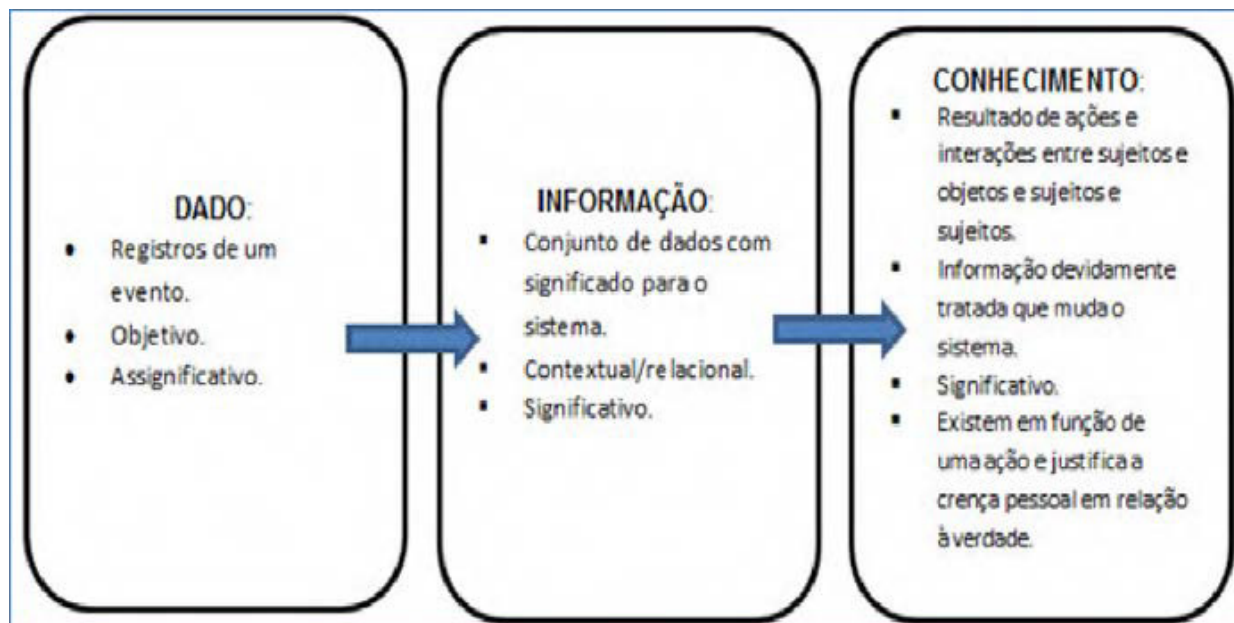 DADO:
• Registros de um
evento.
• Objetivo.
• Assignificativo.
INFORMAÇÃO:
▪ Conjunto de dados com
significado para o
sistema.
▪ Contextual/relacional.
▪ Significativo.
CONHECIMENTO:
▪ Resultado de ações e
interações entre sujeitos e
objetos e sujeitos e
sujeitos.
▪ Informação devidamente
tratada que muda o
sistema.
▪ Significativo.
▪ Existem em função de
uma ação e justifica a
crença pessoal em relação
à verdade.